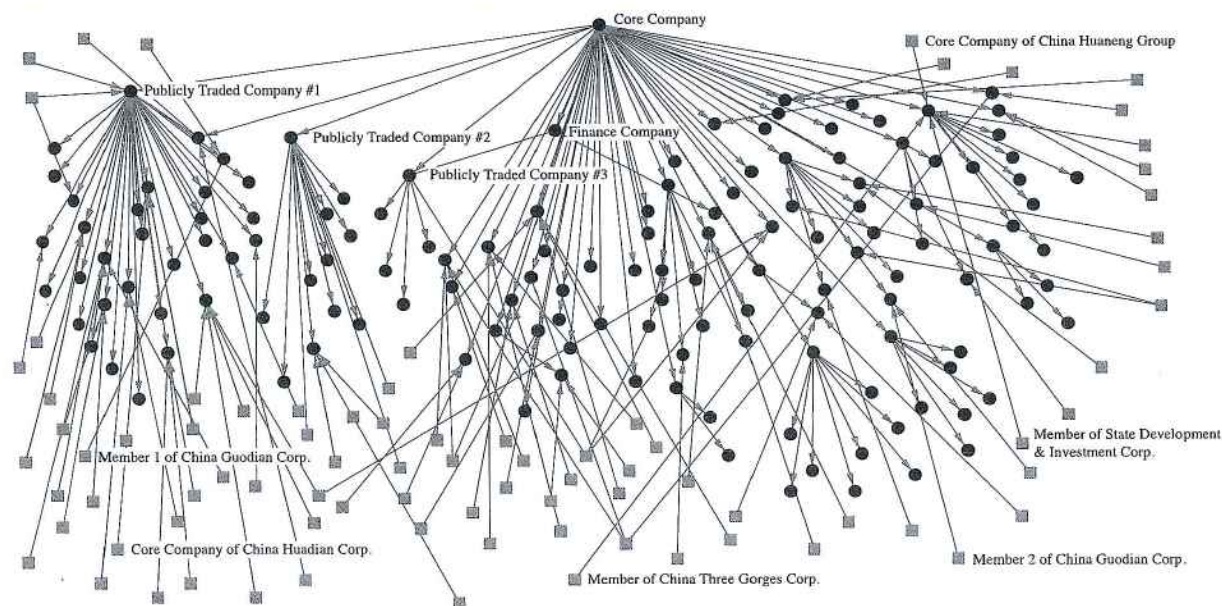 Core Company
Core Company of China Huaneng Group
Publicly Traded Company #1
Publicly Traded Company #2
Finance Company
Publicly Traded Company #3
Member of State Development
& Investment Corp.
Member 1 of China Guodian Corp.
Core Company of China Huadian Corp.
Member 2 of China Guodian Corp.
Member of China Three Gorges Corp.